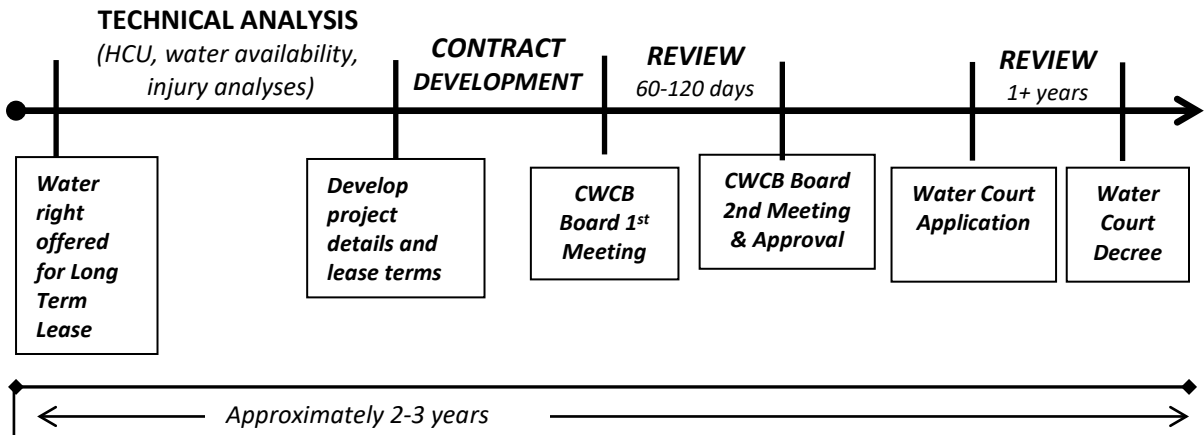 TECHNICAL ANALYSIS
(HCU, water availability,
injury analyses)
CONTRACT
DEVELOPMENT
REVIEW
60-120 days
REVIEW
1+ years
Water
right
offered
for Long
Term
Lease
Develop
project
details and
lease terms
CWCB
Board 1st
Meeting
CWCB Board
2nd Meeting
& Approval
Water Court
Application
Water
Court
Decree
Approximately 2-3 years